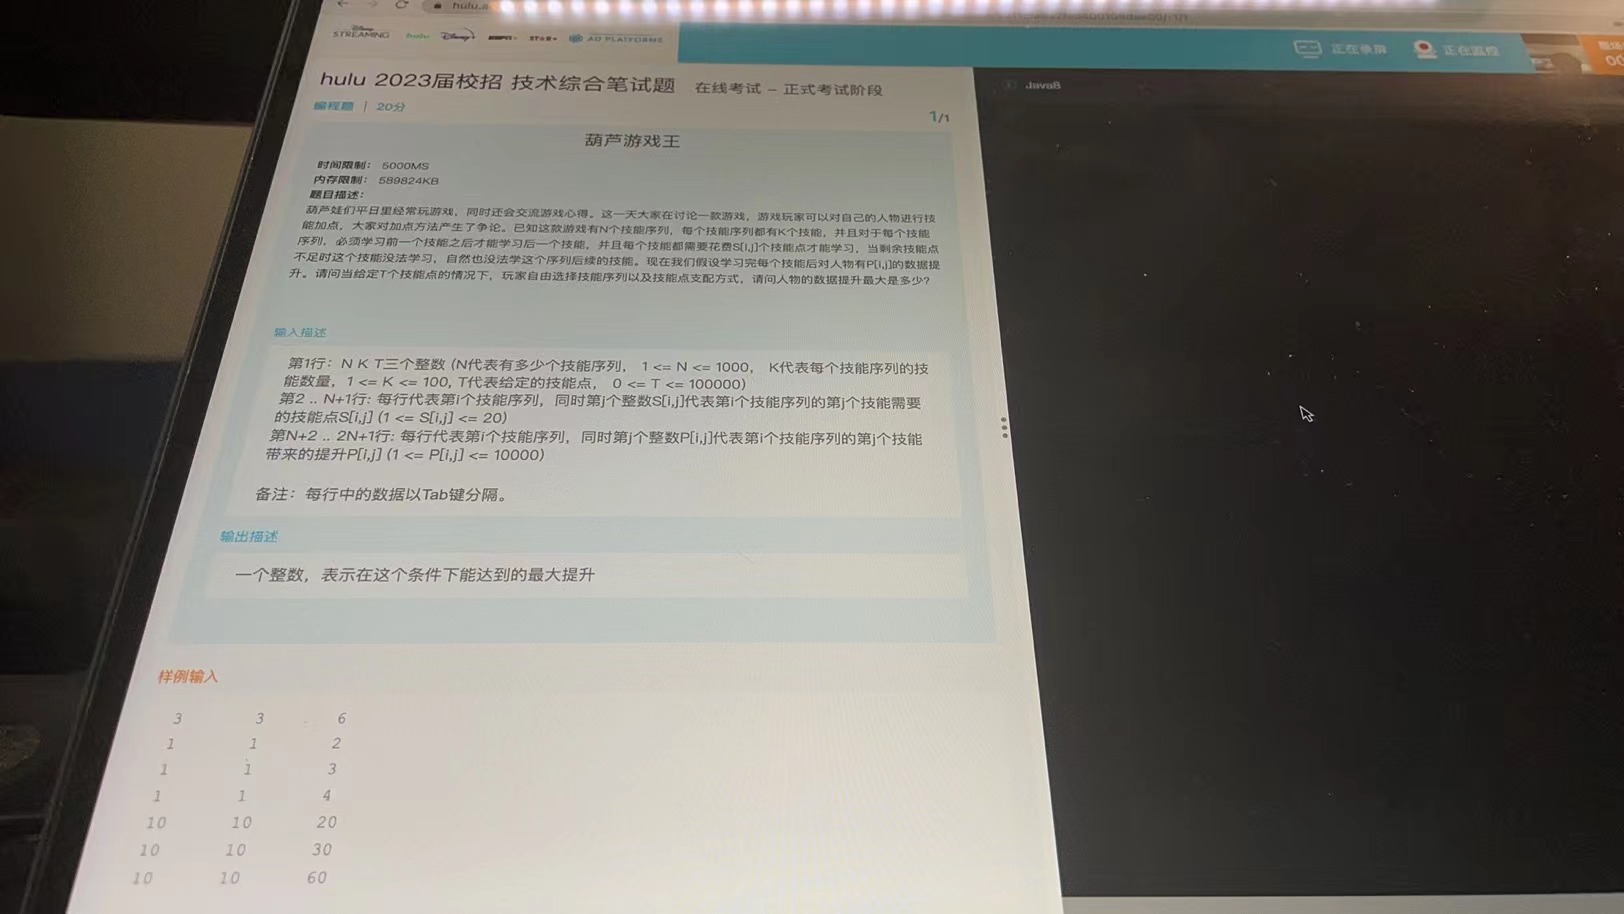 hulu.a
Disney
STREAMING hulu Disney+ ESPN+ STAR+ AD PLATFORMS
正在录屏 正在监控
hulu 2023届校招 技术综合笔试题 在线考试 – 正式考试阶段
Java8
编程题 | 20分
1/1
葫芦游戏王
时间限制： 5000MS
内存限制： 589824KB
题目描述：
葫芦娃们平日里经常玩游戏，同时还会交流游戏心得。这一天大家在讨论一款游戏，游戏玩家可以对自己的人物进行技
能加点，大家对加点方法产生了争论。已知这款游戏有N个技能序列，每个技能序列都有K个技能，并且对于每个技能
序列，必须学习前一个技能之后才能学习后一个技能，并且每个技能都需要花费S[i,j]个技能点才能学习，当剩余技能点
不足时这个技能没法学习，自然也没法学这个序列后续的技能。现在我们假设学习完每个技能后对人物有P[i,j]的数据提
升。请问当给定T个技能点的情况下，玩家自由选择技能序列以及技能点支配方式，请问人物的数据提升最大是多少？
输入描述
第1行：N K T三个整数 (N代表有多少个技能序列， 1 <= N <= 1000， K代表每个技能序列的技
能数量，1 <= K <= 100, T代表给定的技能点， 0 <= T <= 100000)
第2 .. N+1行: 每行代表第i个技能序列，同时第j个整数S[i,j]代表第i个技能序列的第j个技能需要
的技能点S[i,j] (1 <= S[i,j] <= 20)
第N+2 .. 2N+1行: 每行代表第i个技能序列，同时第j个整数P[i,j]代表第i个技能序列的第j个技能
带来的提升P[i,j] (1 <= P[i,j] <= 10000)
备注：每行中的数据以Tab键分隔。
输出描述
一个整数，表示在这个条件下能达到的最大提升
样例输入
3 3 6
1 1 2
1 1 3
1 1 4
10 10 20
10 10 30
10 10 60